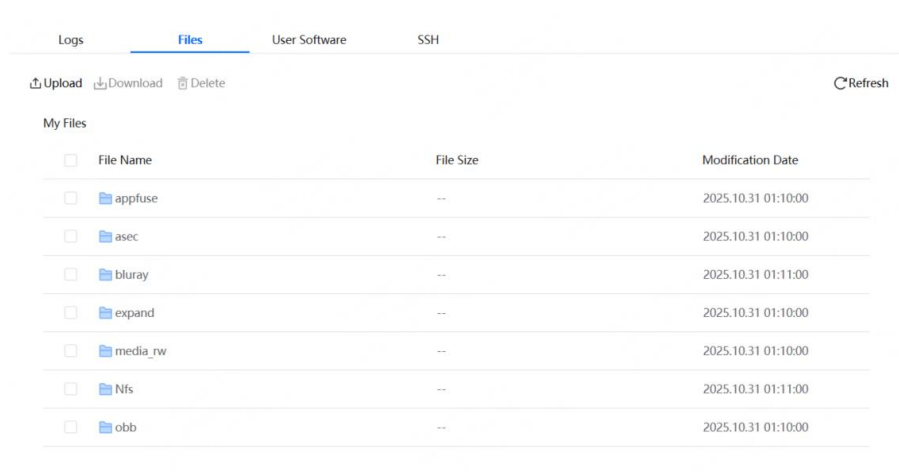 Logs Files User Software SSH
Upload Download Delete Refresh
My Files
File Name File Size Modification Date
appfuse -- 2025.10.31 01:10:00
asec -- 2025.10.31 01:10:00
bluray -- 2025.10.31 01:11:00
expand -- 2025.10.31 01:10:00
media_rw -- 2025.10.31 01:10:00
Nfs -- 2025.10.31 01:11:00
obb -- 2025.10.31 01:10:00